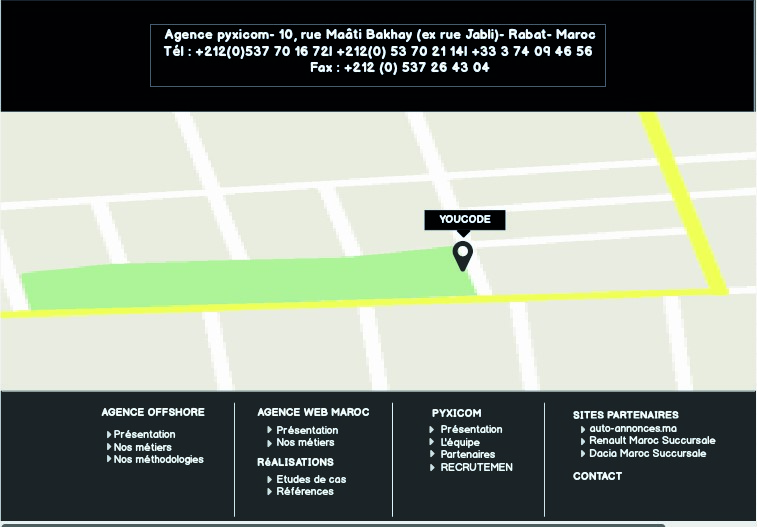 Agence pyxicom- 10, rue Maâti Bakhay (ex rue Jabli)- Rabat- Maroc
Tél : +212(0)537 70 16 72| +212(0) 53 70 21 14| +33 3 74 09 46 56
Fax : +212 (0) 537 26 43 04
YOUCODE
AGENCE OFFSHORE
Présentation
Nos métiers
Nos méthodologies
AGENCE WEB MAROC
Présentation
Nos métiers
RéALISATIONS
Etudes de cas
Références
PYXICOM
Présentation
L'équipe
Partenaires
RECRUTEMEN
SITES PARTENAIRES
auto-annonces.ma
Renault Maroc Succursale
Dacia Maroc Succursale
CONTACT